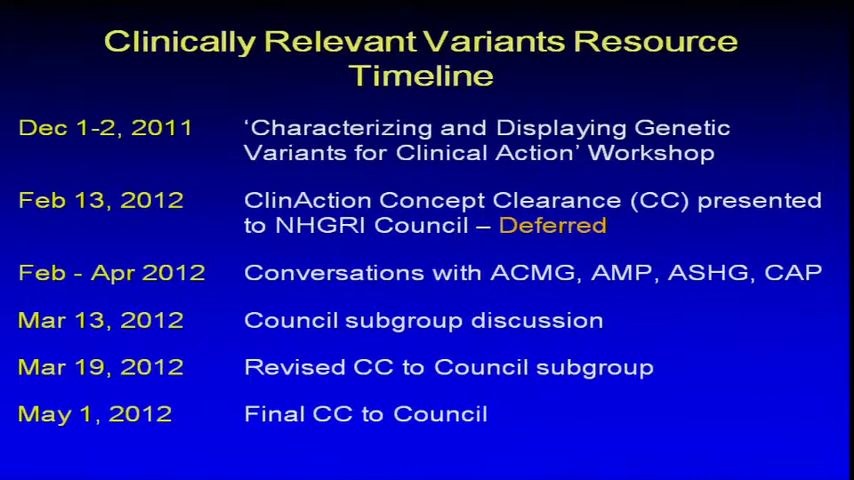 Clinically Relevant Variants Resource
Timeline
Dec 1-2, 2011 ‘Characterizing and Displaying Genetic
Variants for Clinical Action’ Workshop
Feb 13, 2012 ClinAction Concept Clearance (CC) presented
to NHGRI Council – Deferred
Feb - Apr 2012 Conversations with ACMG, AMP, ASHG, CAP
Mar 13, 2012 Council subgroup discussion
Mar 19, 2012 Revised CC to Council subgroup
May 1, 2012 Final CC to Council